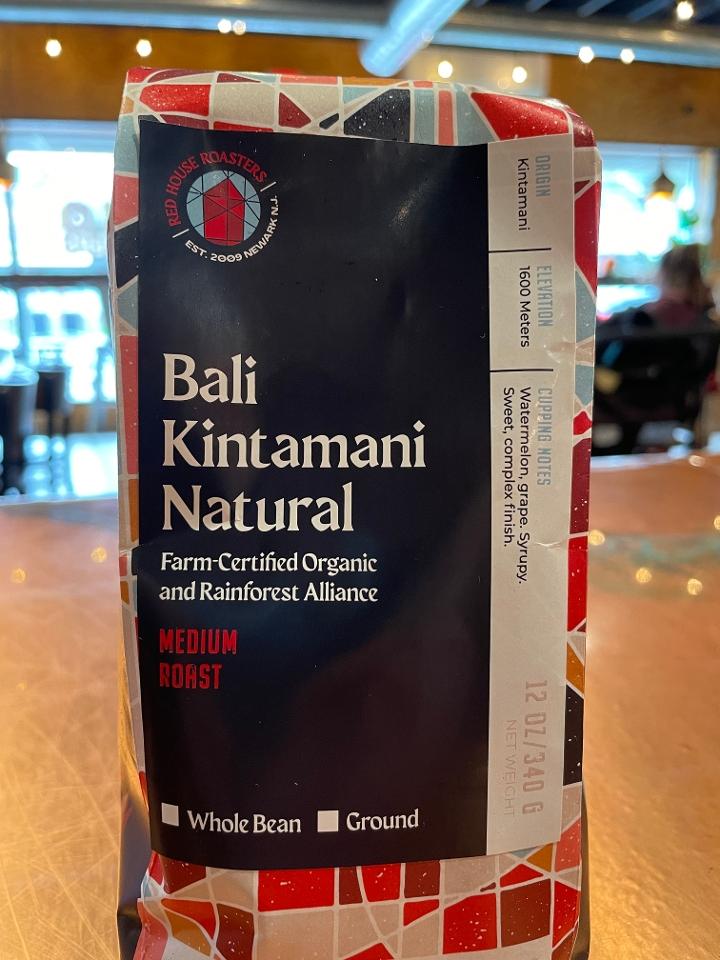 RED HOUSE ROASTERS
EST. 2009 NEWARK N.J.
Bali
Kintamani
Natural
Farm-Certified Organic
and Rainforest Alliance
MEDIUM
ROAST
Whole Bean
Ground
ORIGIN
Kintamani
ELEVATION
1600 Meters
CUPPING NOTES
Watermelon, grape. Syrupy.
Sweet, complex finish.
12 OZ/340 G
NET WEIGHT